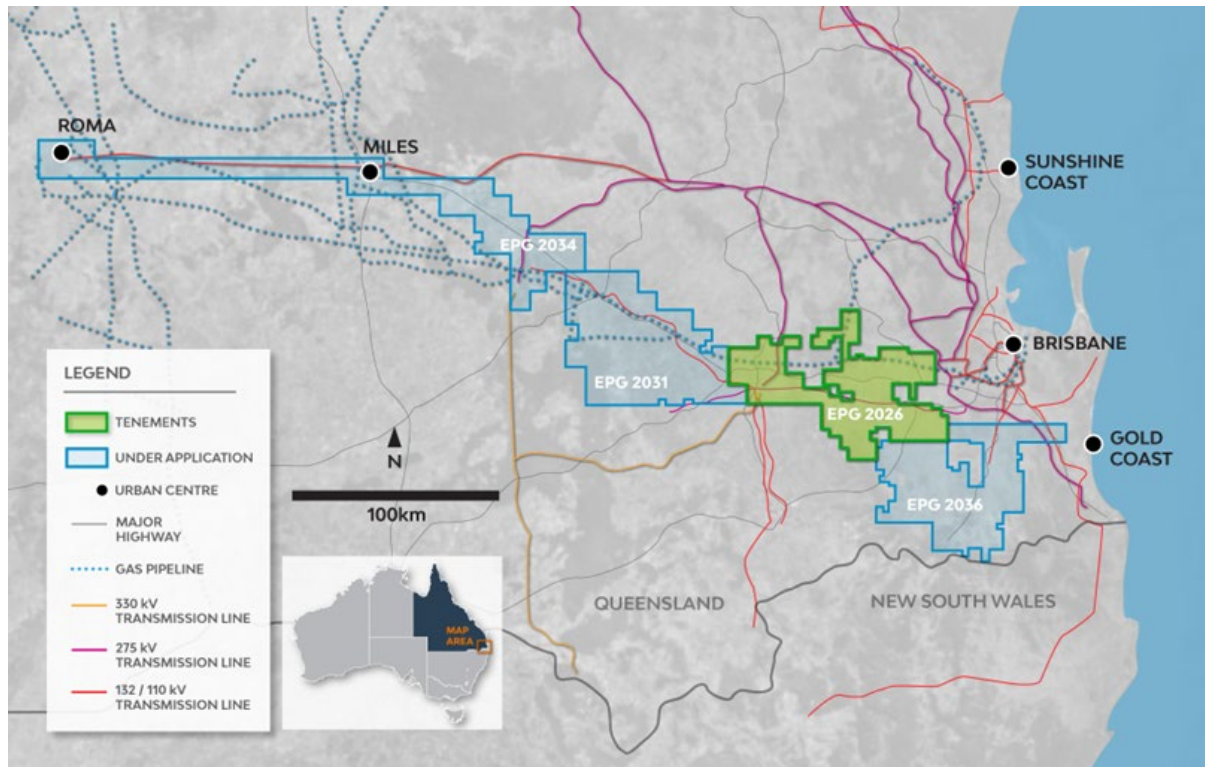 ROMA
MILES
SUNSHINE
COAST
EPG 2034
BRISBANE
EPG 2031
EPG 2026
GOLD
COAST
EPG 2036
N
100km
QUEENSLAND
NEW SOUTH WALES
LEGEND
TENEMENTS
UNDER APPLICATION
URBAN CENTRE
MAJOR
HIGHWAY
GAS PIPELINE
330 kV
TRANSMISSION LINE
275 kV
TRANSMISSION LINE
132 / 110 kV
TRANSMISSION LINE
MAP
AREA